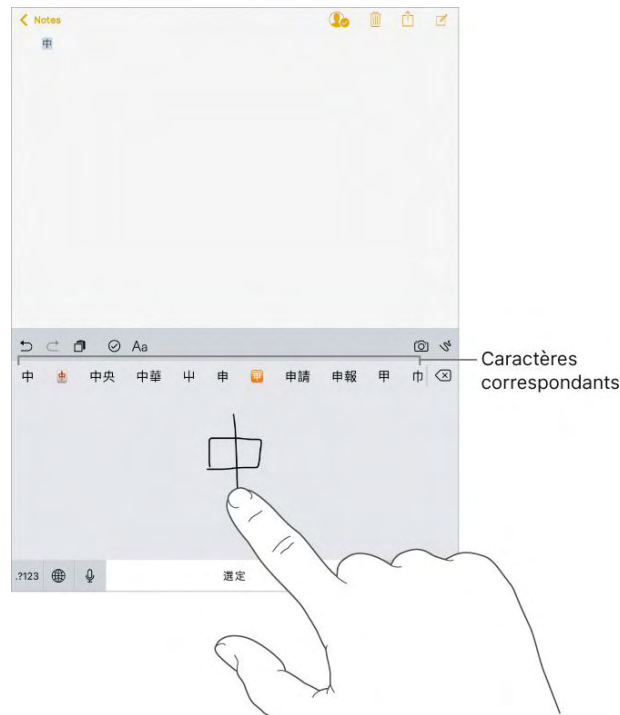 Notes
中
Aa
Caractères
correspondants
中 🀄 中央 中華 屮 申 🈸 申請 申報 甲 巾
.?123 選定